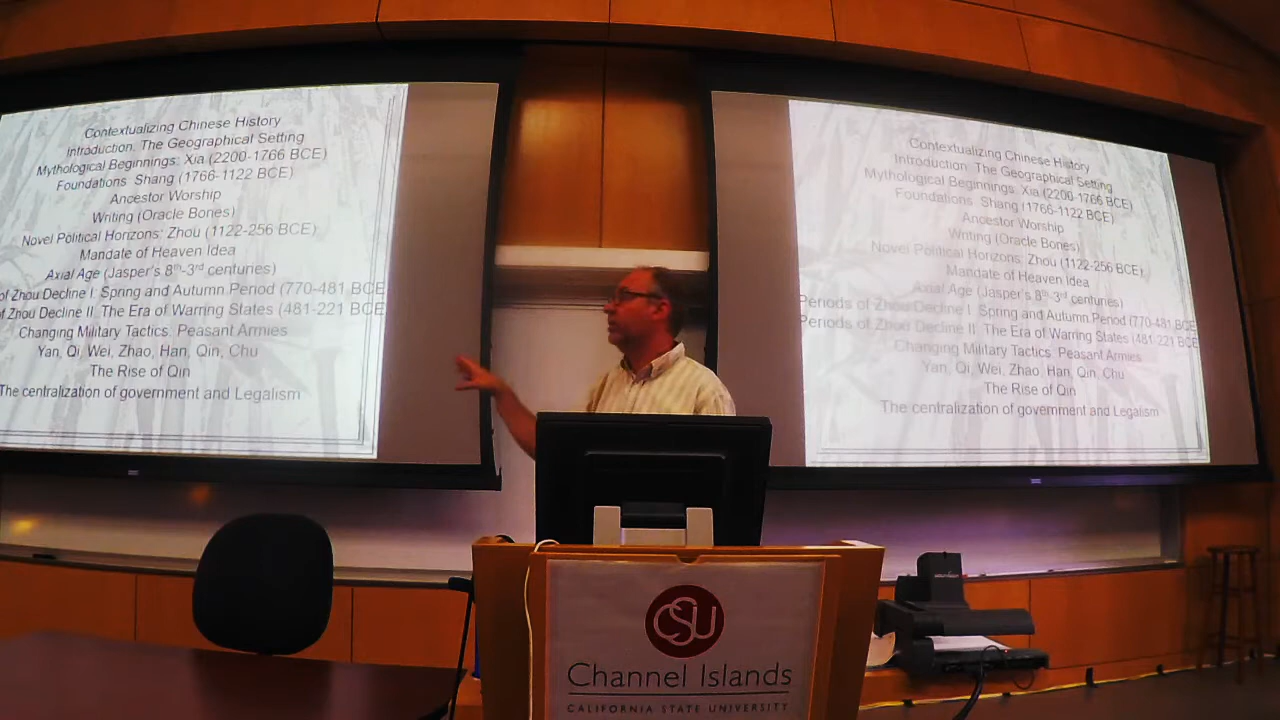 Contextualizing Chinese History
Introduction: The Geographical Setting
Mythological Beginnings: Xia (2200-1766 BCE)
Foundations: Shang (1766-1122 BCE)
Ancestor Worship
Writing (Oracle Bones)
Novel Political Horizons: Zhou (1122-256 BCE)
Mandate of Heaven Idea
Axial Age (Jasper's 8th-3rd centuries)
of Zhou Decline I: Spring and Autumn Period (770-481 BCE
of Zhou Decline II: The Era of Warring States (481-221 BCE
Changing Military Tactics: Peasant Armies
Yan, Qi, Wei, Zhao, Han, Qin, Chu
The Rise of Qin
The centralization of government and Legalism
Contextualizing Chinese History
Introduction: The Geographical Setting
Mythological Beginnings: Xia (2200-1766 BCE)
Foundations: Shang (1766-1122 BCE)
Ancestor Worship
Writing (Oracle Bones)
Novel Political Horizons: Zhou (1122-256 BCE)
Mandate of Heaven Idea
Axial Age (Jasper's 8th-3rd centuries)
Periods of Zhou Decline I: Spring and Autumn Period (770-481 BCE
Periods of Zhou Decline II: The Era of Warring States (481-221 BCE
Changing Military Tactics: Peasant Armies
Yan, Qi, Wei, Zhao, Han, Qin, Chu
The Rise of Qin
The centralization of government and Legalism
CSU
Channel Islands
CALIFORNIA STATE UNIVERSITY